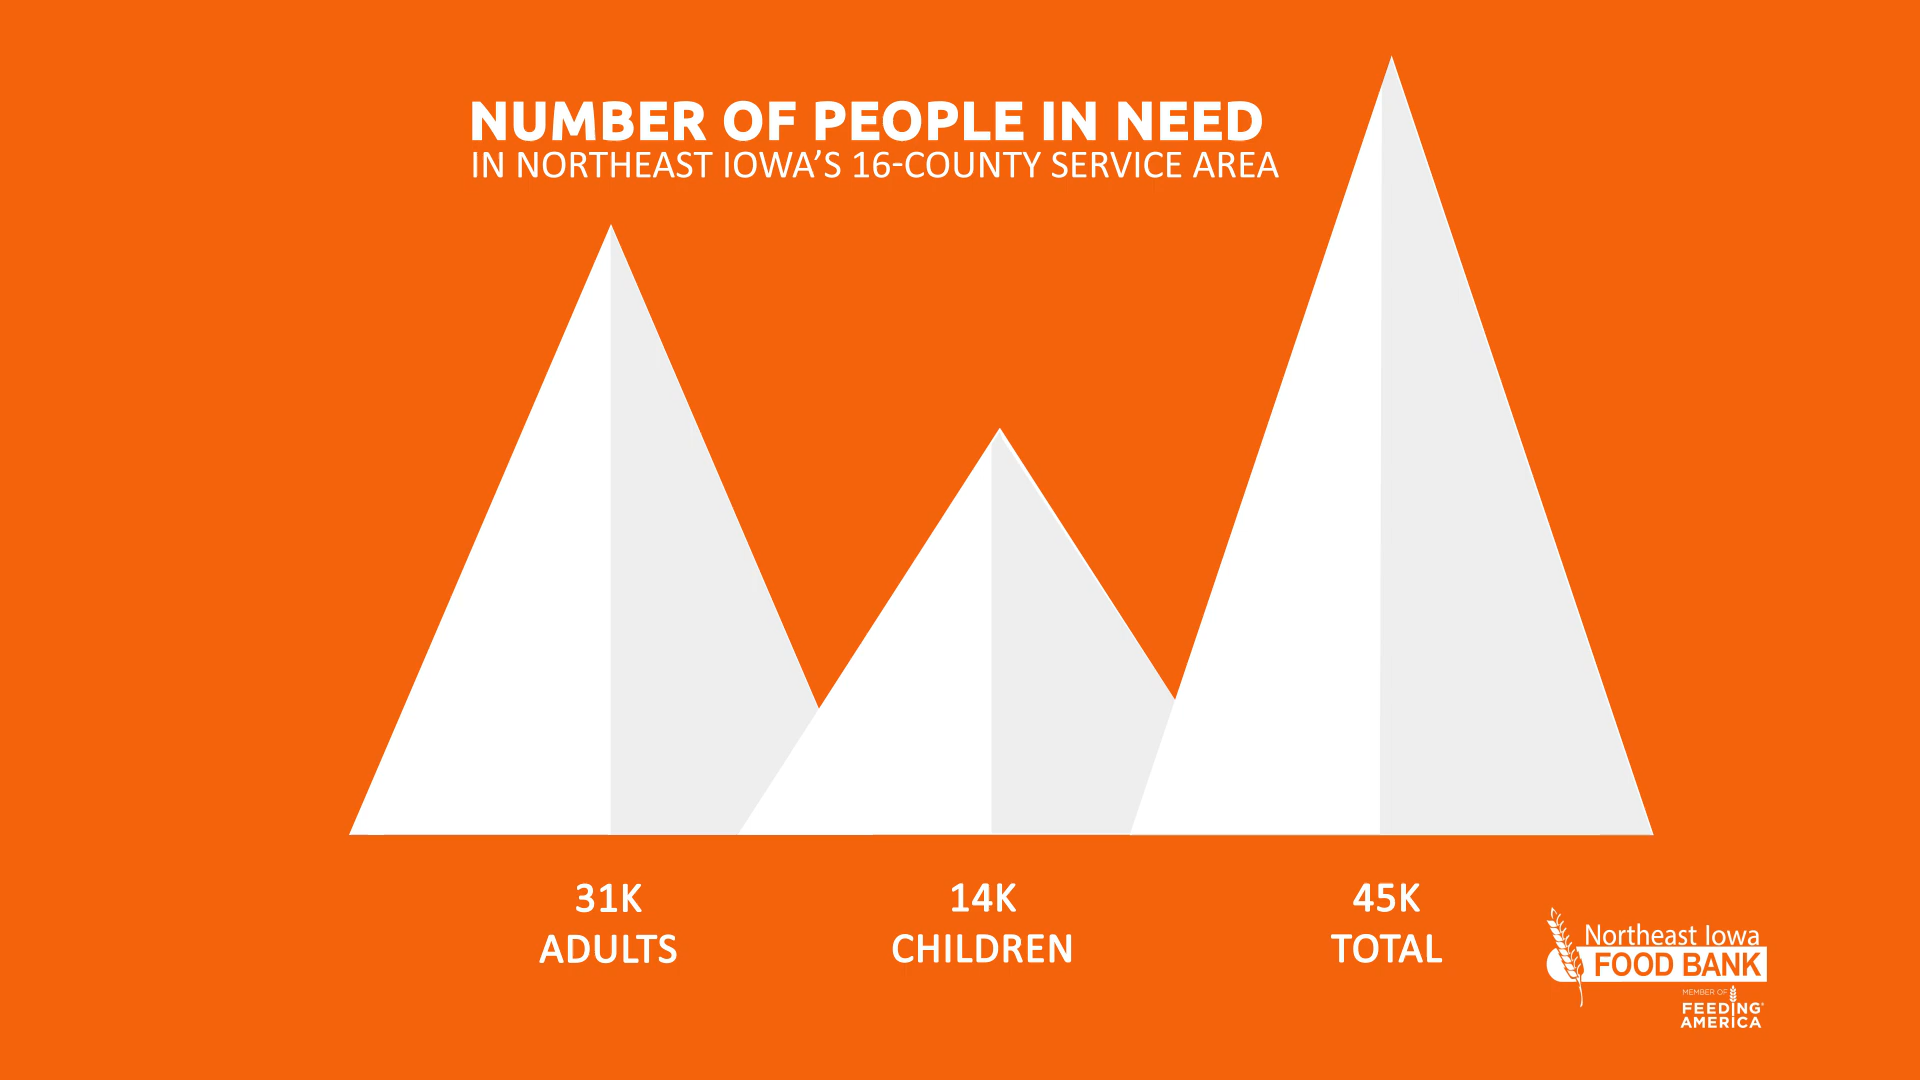 NUMBER OF PEOPLE IN NEED
IN NORTHEAST IOWA’S 16-COUNTY SERVICE AREA
31K
ADULTS
14K
CHILDREN
45K
TOTAL
Northeast Iowa
FOOD BANK
MEMBER OF
FEEDING
AMERICA